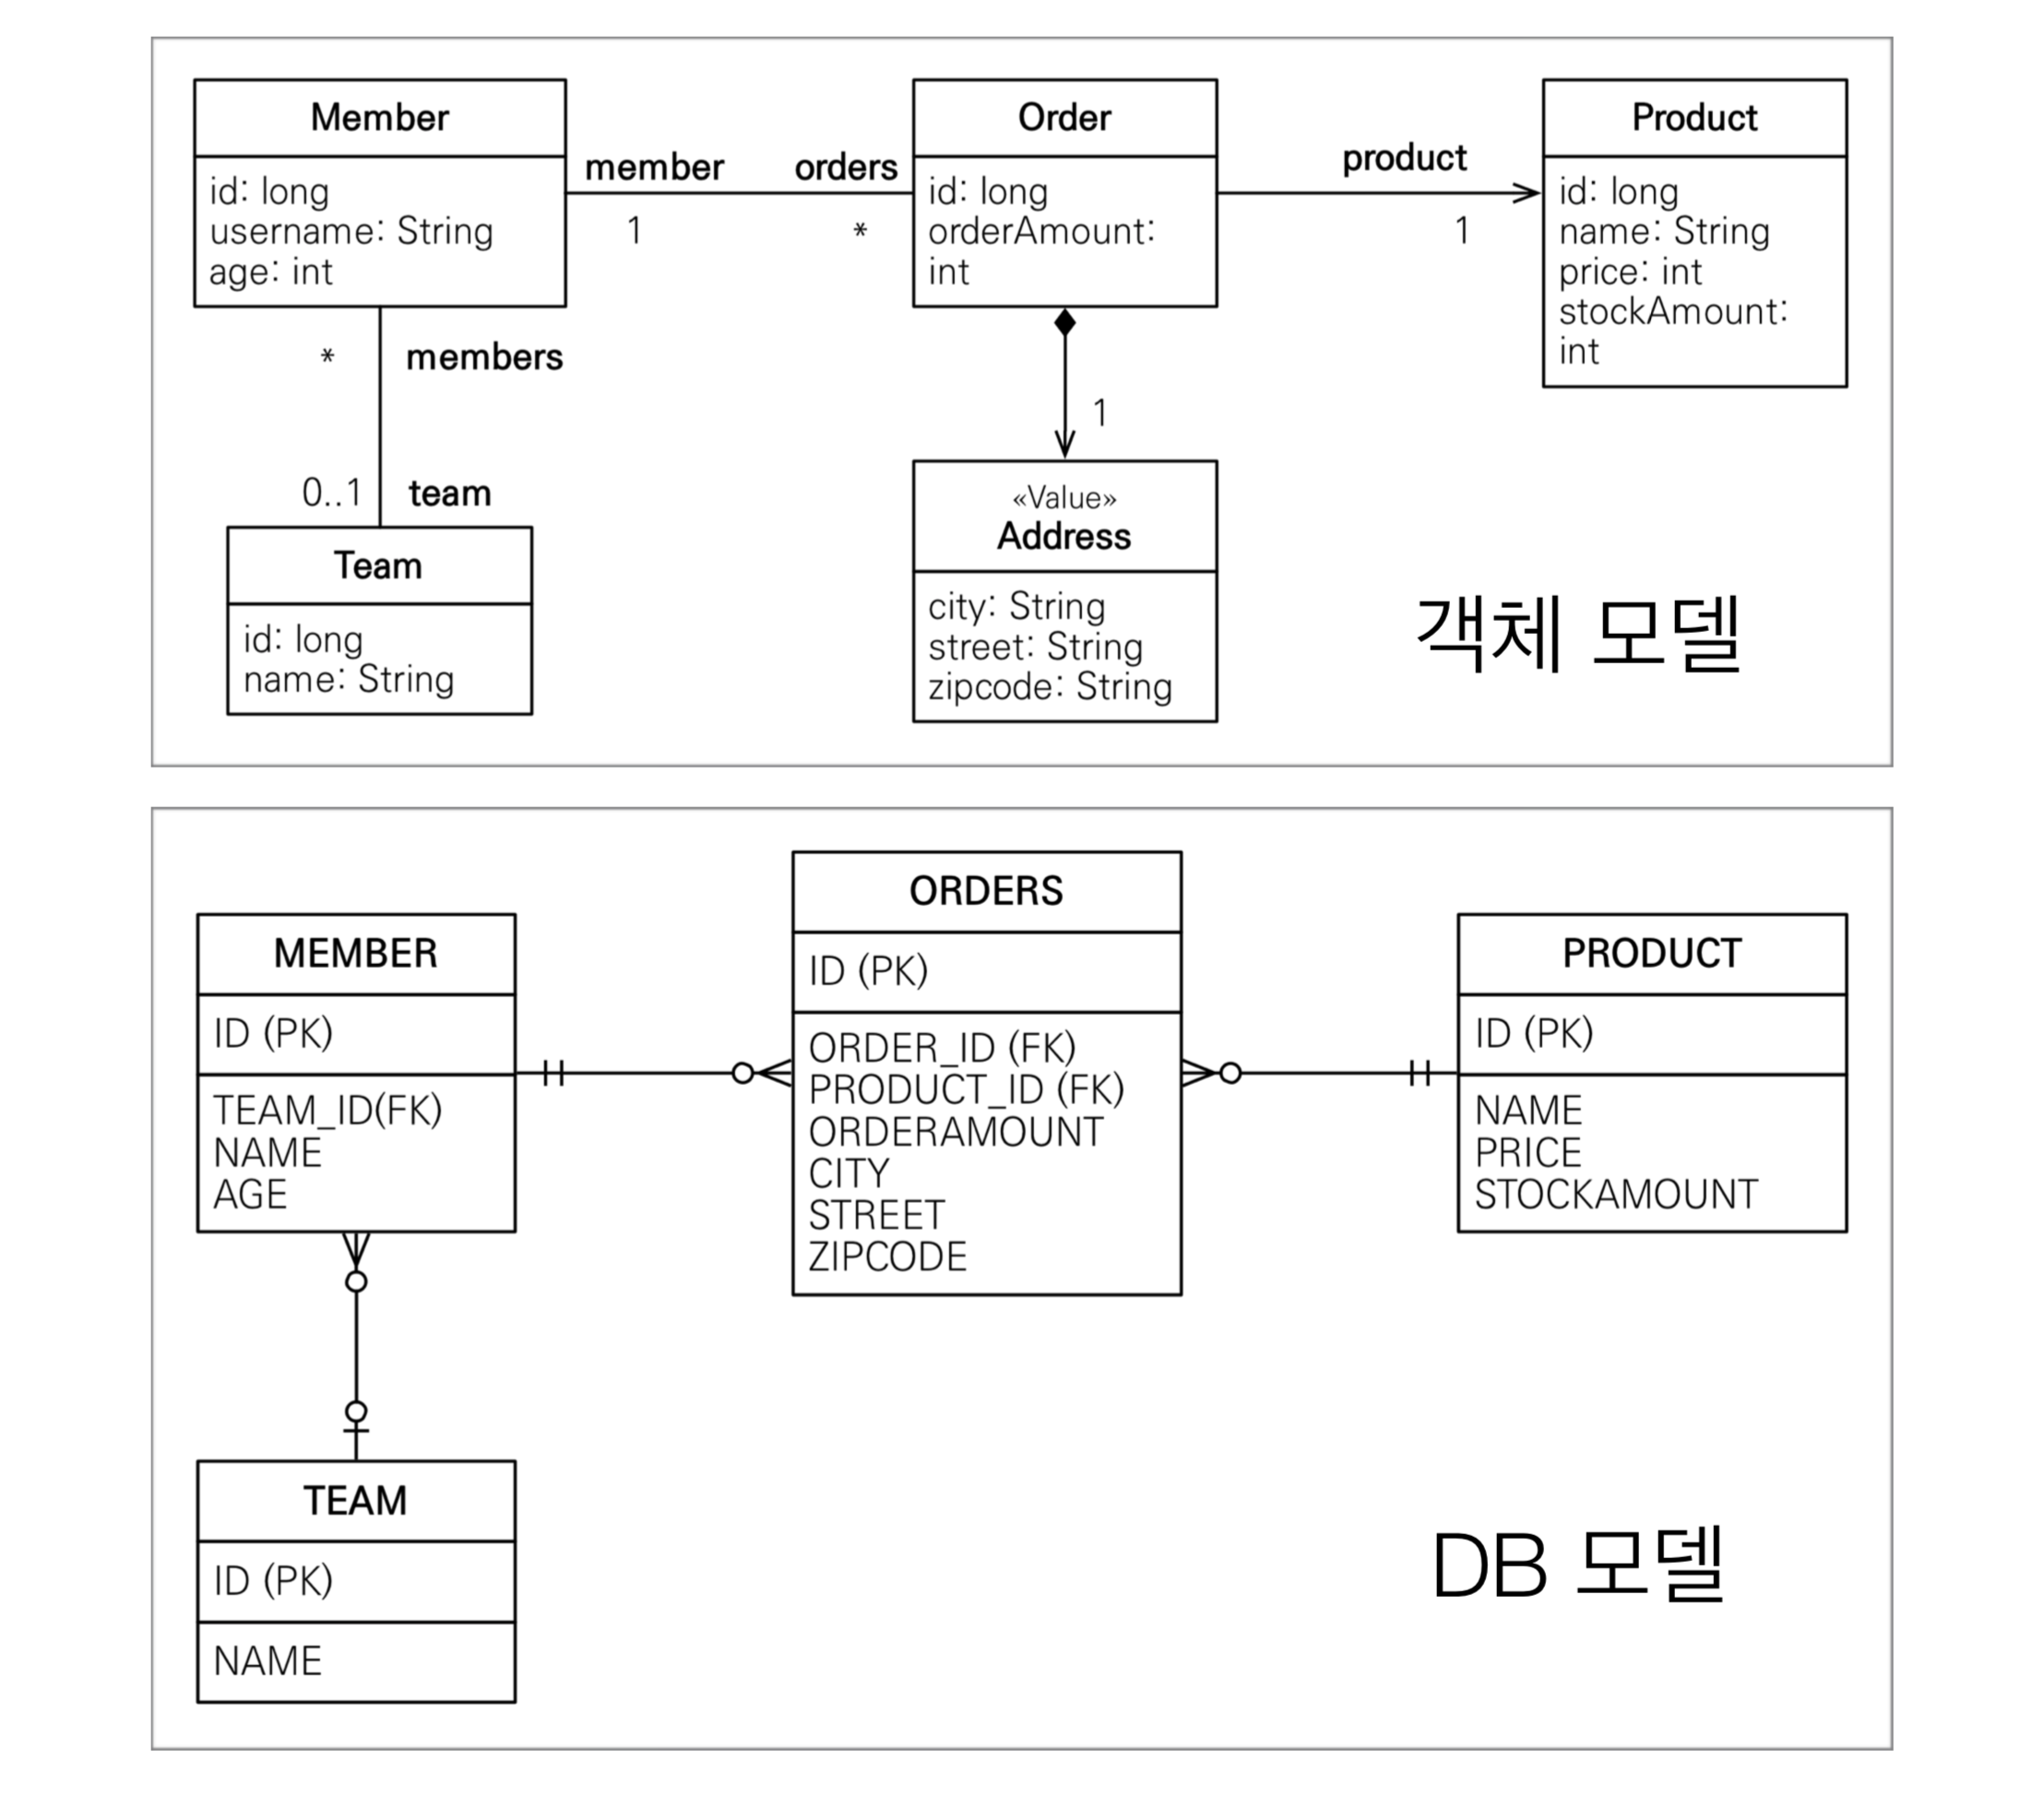 Member
id: long
username: String
age: int
member
orders
1
*
Order
id: long
orderAmount:
int
product
1
Product
id: long
name: String
price: int
stockAmount:
int
*
members
0..1
team
Team
id: long
name: String
1
«Value»
Address
city: String
street: String
zipcode: String
객체 모델
MEMBER
ID (PK)
TEAM_ID(FK)
NAME
AGE
ORDERS
ID (PK)
ORDER_ID (FK)
PRODUCT_ID (FK)
ORDERAMOUNT
CITY
STREET
ZIPCODE
PRODUCT
ID (PK)
NAME
PRICE
STOCKAMOUNT
TEAM
ID (PK)
NAME
DB 모델